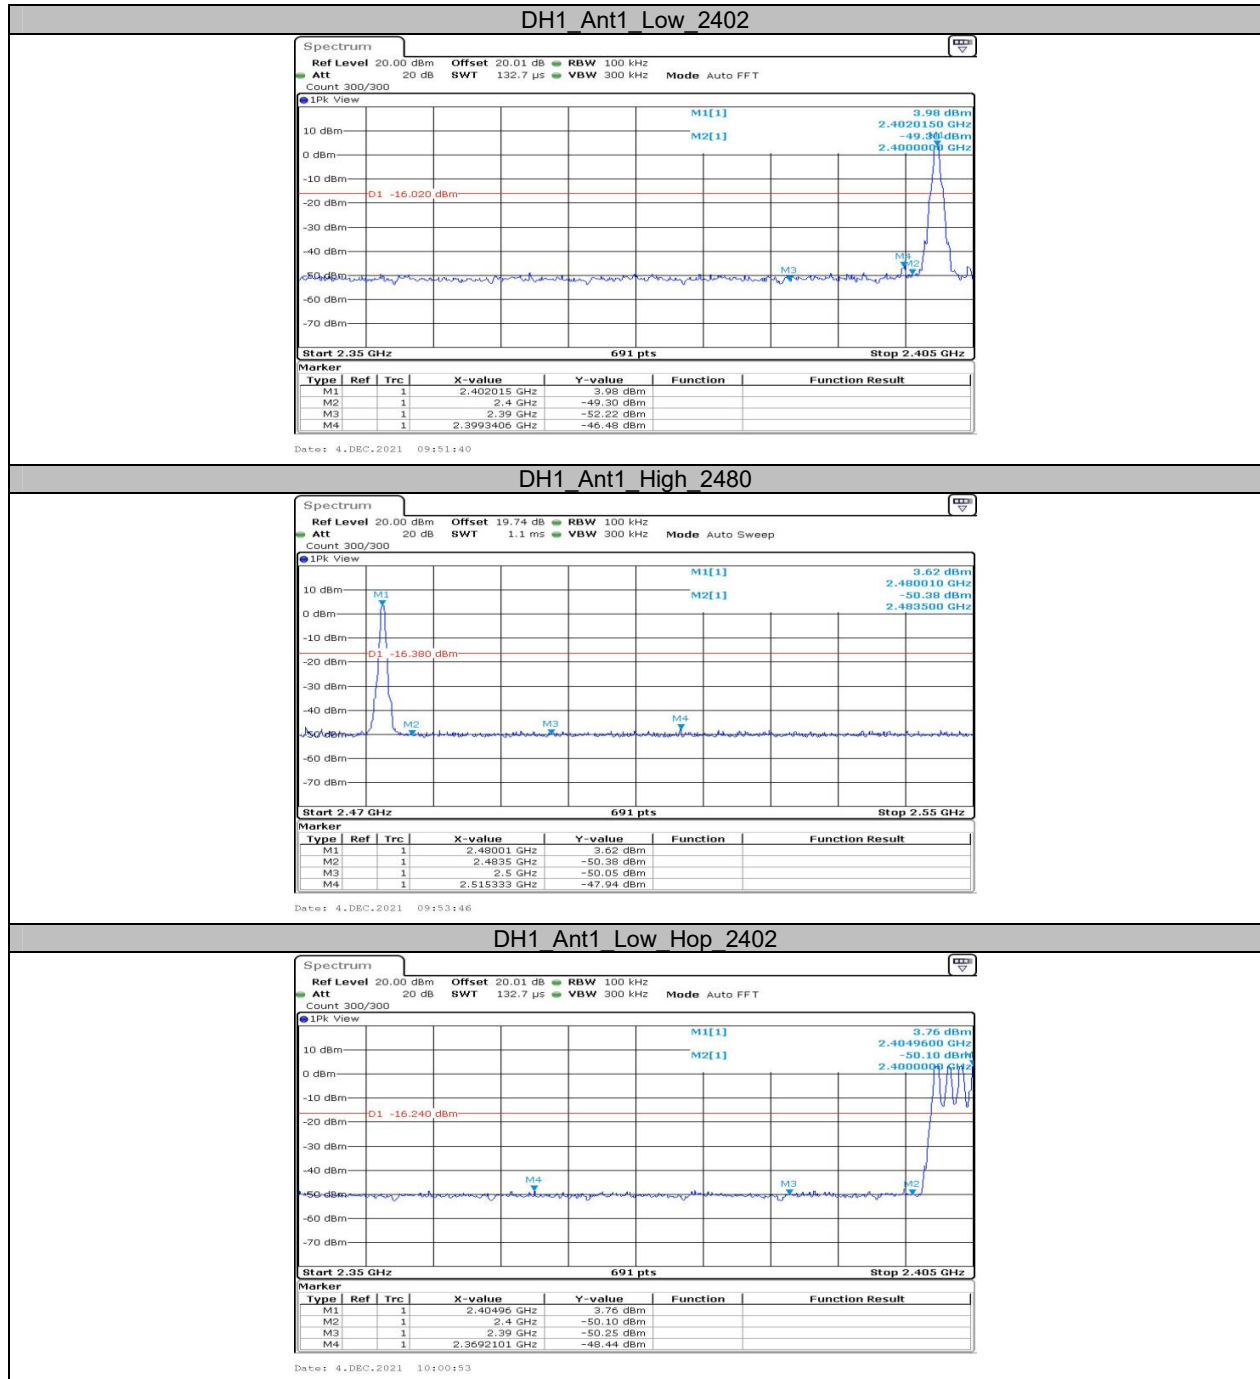 DH1_Ant1_Low_2402
Spectrum
Ref Level 20.00 dBm Offset 20.01 dB RBW 100 kHz
Att 20 dB SWT 132.7 µs VBW 300 kHz Mode Auto FFT
Count 300/300
1Pk View
M1[1] 3.98 dBm
2.4020150 GHz
M2[1] -49.30 dBm
2.4000000 GHz
10 dBm
0 dBm
-10 dBm
D1 -16.020 dBm
-20 dBm
-30 dBm
-40 dBm
M4
M2
M3
-50 dBm
-60 dBm
-70 dBm
Start 2.35 GHz 691 pts Stop 2.405 GHz
Marker
Type Ref Trc X-value Y-value Function Function Result
M1 1 2.402015 GHz 3.98 dBm
M2 1 2.4 GHz -49.30 dBm
M3 1 2.39 GHz -52.22 dBm
M4 1 2.3993406 GHz -46.48 dBm
Date: 4.DEC.2021 09:51:40
DH1_Ant1_High_2480
Spectrum
Ref Level 20.00 dBm Offset 19.74 dB RBW 100 kHz
Att 20 dB SWT 1.1 ms VBW 300 kHz Mode Auto Sweep
Count 300/300
1Pk View
M1[1] 3.62 dBm
2.480010 GHz
M2[1] -50.38 dBm
2.483500 GHz
10 dBm
M1
0 dBm
-10 dBm
D1 -16.380 dBm
-20 dBm
-30 dBm
-40 dBm
M2 M3 M4
-50 dBm
-60 dBm
-70 dBm
Start 2.47 GHz 691 pts Stop 2.55 GHz
Marker
Type Ref Trc X-value Y-value Function Function Result
M1 1 2.48001 GHz 3.62 dBm
M2 1 2.4835 GHz -50.38 dBm
M3 1 2.5 GHz -50.05 dBm
M4 1 2.515333 GHz -47.94 dBm
Date: 4.DEC.2021 09:53:46
DH1_Ant1_Low_Hop_2402
Spectrum
Ref Level 20.00 dBm Offset 20.01 dB RBW 100 kHz
Att 20 dB SWT 132.7 µs VBW 300 kHz Mode Auto FFT
Count 300/300
1Pk View
M1[1] 3.76 dBm
2.4049600 GHz
M2[1] -50.10 dBm
2.4000000 GHz
10 dBm
0 dBm
-10 dBm
D1 -16.240 dBm
-20 dBm
-30 dBm
-40 dBm
M4 M3 M2
-50 dBm
-60 dBm
-70 dBm
Start 2.35 GHz 691 pts Stop 2.405 GHz
Marker
Type Ref Trc X-value Y-value Function Function Result
M1 1 2.40496 GHz 3.76 dBm
M2 1 2.4 GHz -50.10 dBm
M3 1 2.39 GHz -50.25 dBm
M4 1 2.3692101 GHz -48.44 dBm
Date: 4.DEC.2021 10:00:53